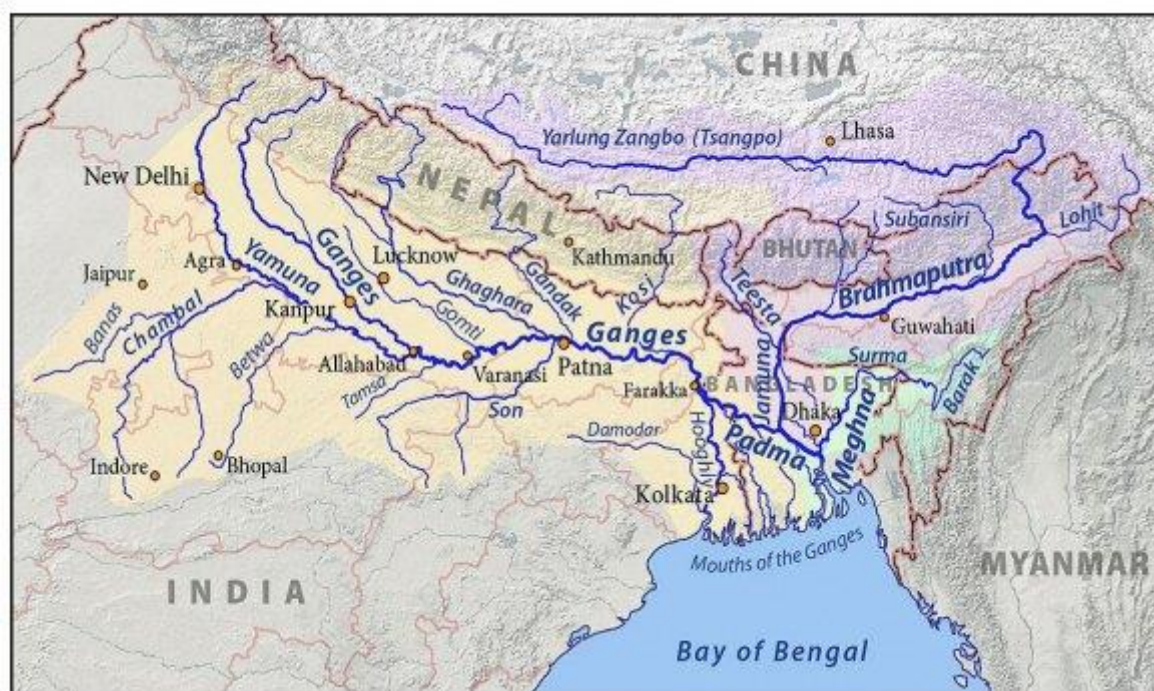 CHINA
Yarlung Zangbo (Tsangpo)
Lhasa
New Delhi
NEPAL
Subansiri
Lohit
BHUTAN
Agra
Yamuna
Ganges
Lucknow
Kathmandu
Teesta
Brahmaputra
Jaipur
Kanpur
Ghaghara
Gandak
Kosi
Banas
Chambal
Gomti
Ganges
Guwahati
Betwa
Allahabad
Varanasi
Patna
Surma
Tamsa
Farakka
BANGLADESH
Jamuna
Barak
Son
Dhaka
Meghna
Damodar
Hooghly
Padma
Indore
Bhopal
Kolkata
Mouths of the Ganges
INDIA
MYANMAR
Bay of Bengal